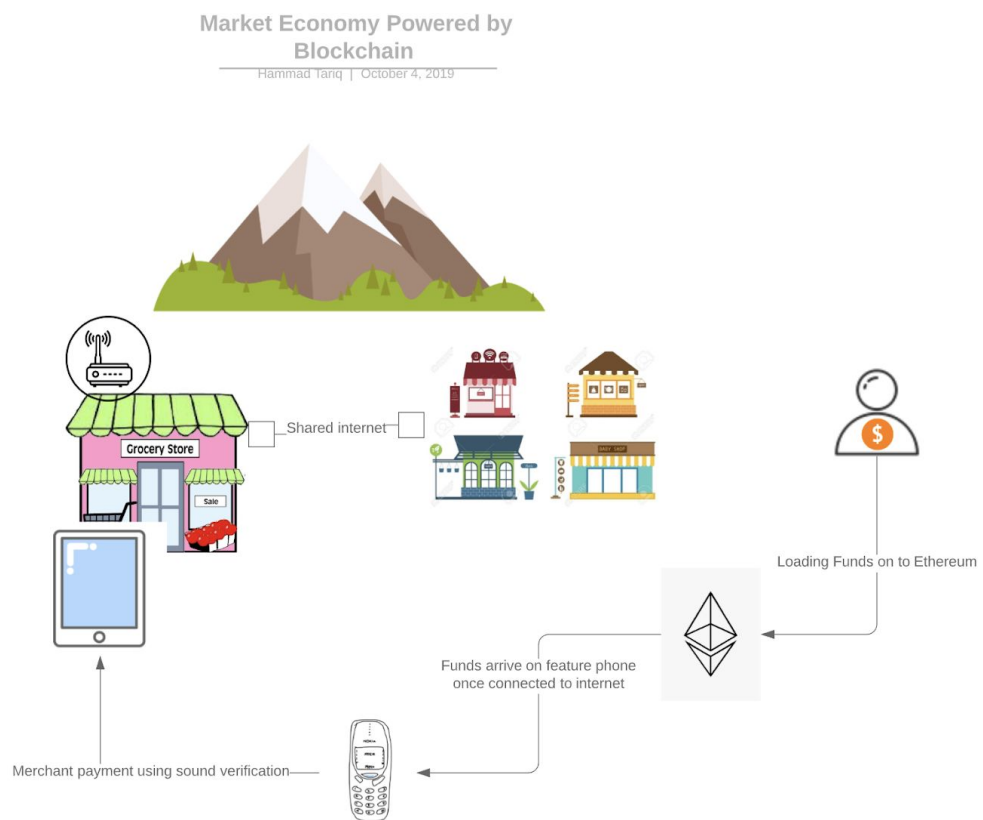 Market Economy Powered by
Blockchain
Hammad Tariq | October 4, 2019
Grocery Store
Shared internet
Sale
Loading Funds on to Ethereum
Funds arrive on feature phone
once connected to internet
NOKIA
Merchant payment using sound verification
$